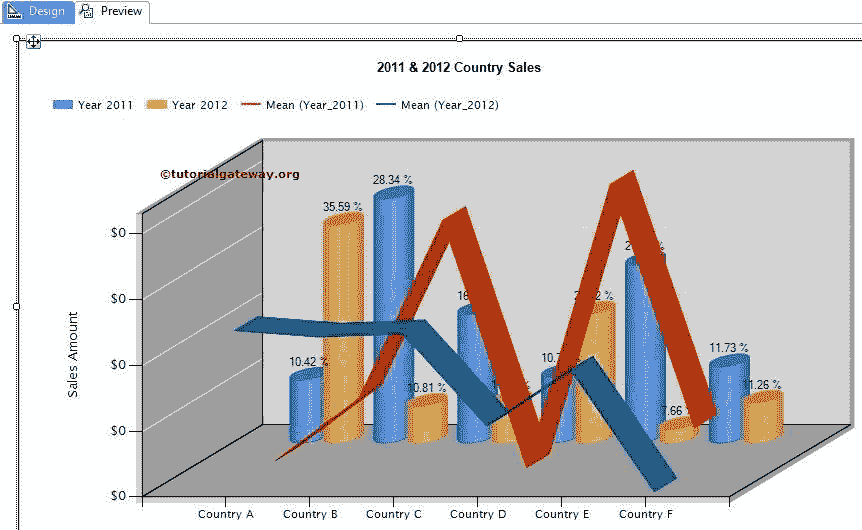 Design Preview
2011 & 2012 Country Sales
Year 2011 Year 2012 Mean (Year_2011) Mean (Year_2012)
©tutorialgateway.org
28.34 %
35.59 %
$0
$0
11.73 %
10.42 %
$0
10.81 %
11.26 %
7.66
$0
$0
Sales Amount
Country A Country B Country C Country D Country E Country F